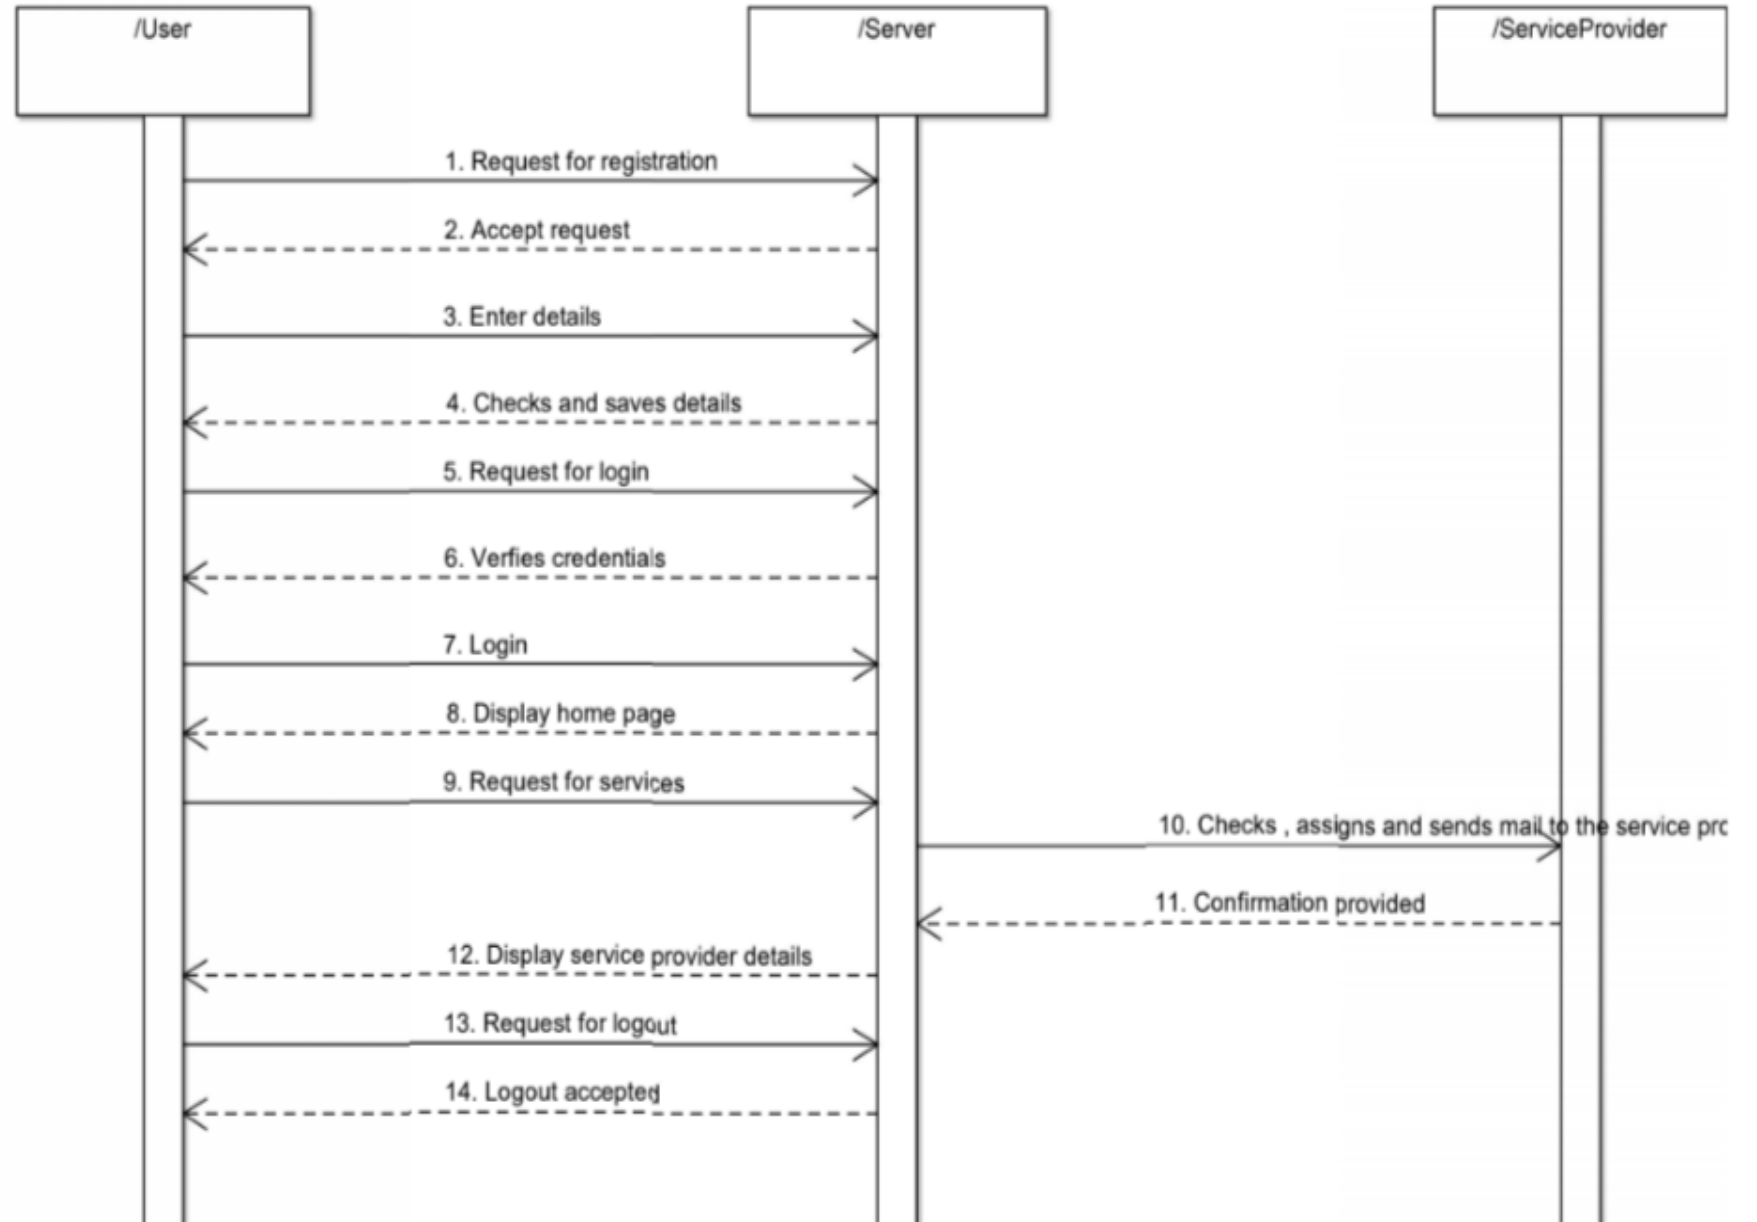 /User
/Server
/ServiceProvider
1. Request for registration
2. Accept request
3. Enter details
4. Checks and saves details
5. Request for login
6. Verfies credentials
7. Login
8. Display home page
9. Request for services
10. Checks , assigns and sends mail to the service
11. Confirmation provided
12. Display service provider details
13. Request for logout
14. Logout accepted